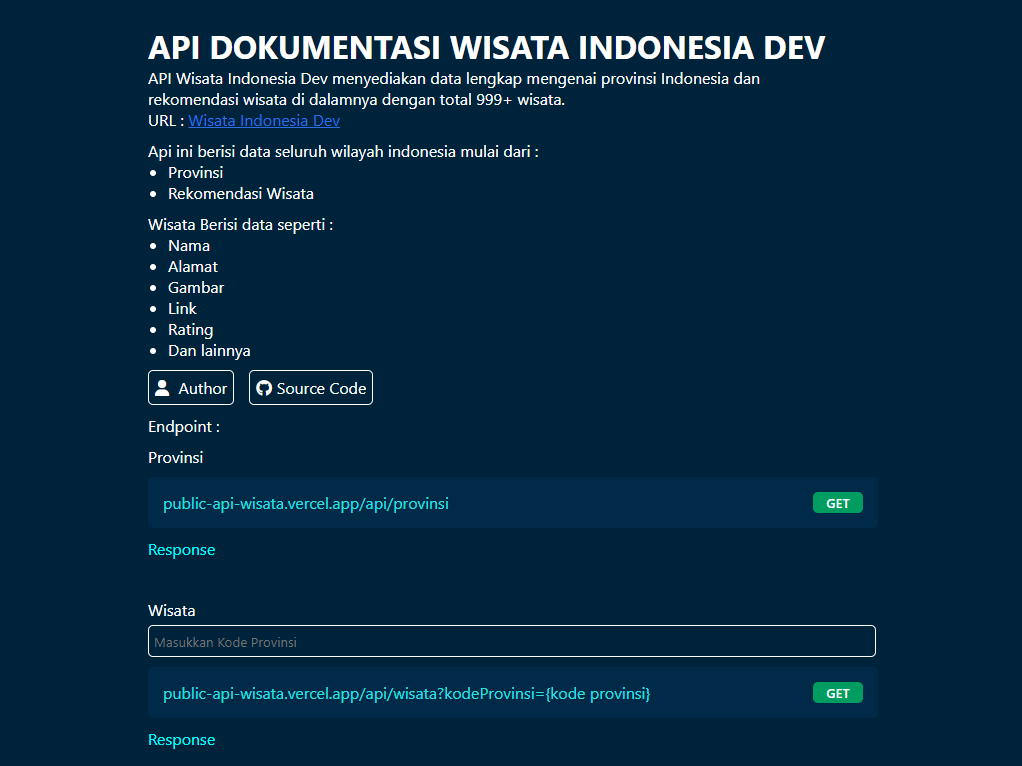 API DOKUMENTASI WISATA INDONESIA DEV
API Wisata Indonesia Dev menyediakan data lengkap mengenai provinsi Indonesia dan
rekomendasi wisata di dalamnya dengan total 999+ wisata.
URL : Wisata Indonesia Dev
Api ini berisi data seluruh wilayah indonesia mulai dari :
• Provinsi
• Rekomendasi Wisata
Wisata Berisi data seperti :
• Nama
• Alamat
• Gambar
• Link
• Rating
• Dan lainnya
Author Source Code
Endpoint :
Provinsi
public-api-wisata.vercel.app/api/provinsi GET
Response
Wisata
Masukkan Kode Provinsi
public-api-wisata.vercel.app/api/wisata?kodeProvinsi={kode provinsi} GET
Response